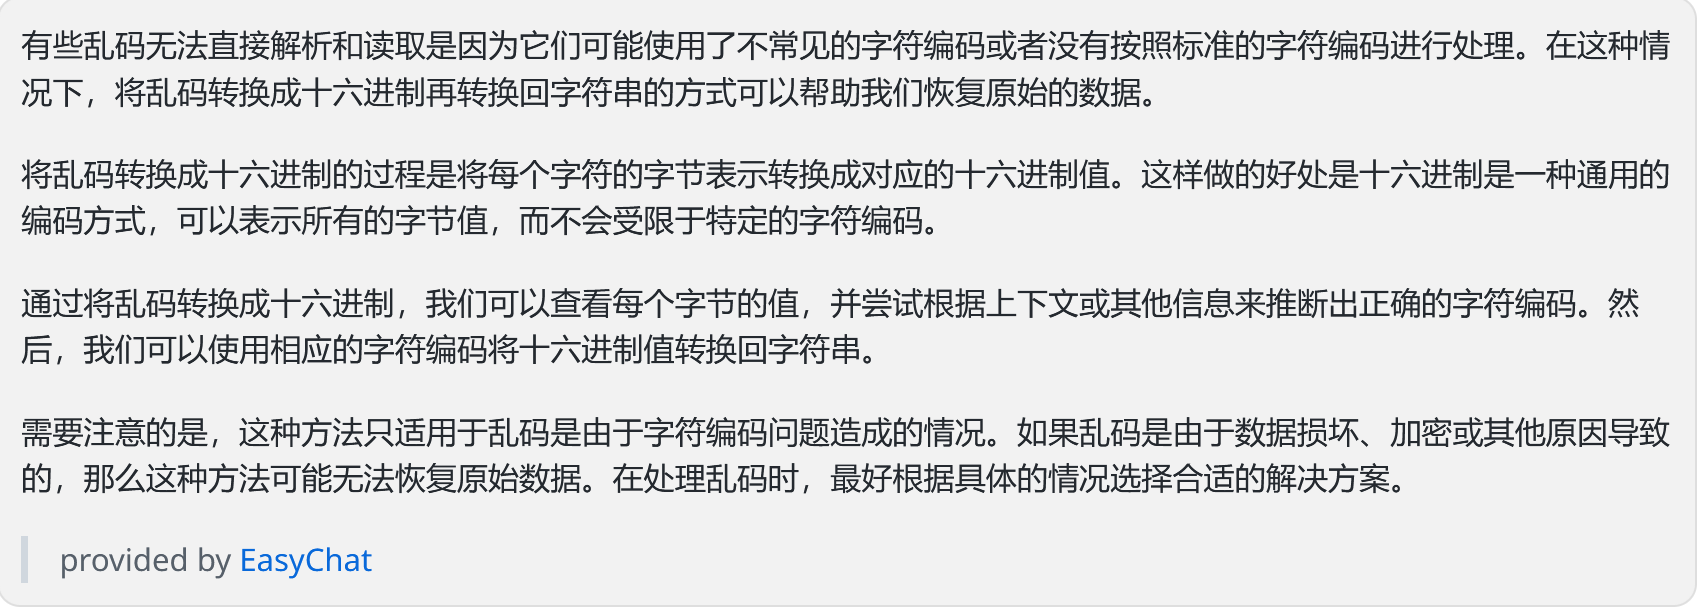 有些乱码无法直接解析和读取是因为它们可能使用了不常见的字符编码或者没有按照标准的字符编码进行处理。在这种情
况下，将乱码转换成十六进制再转换回字符串的方式可以帮助我们恢复原始的数据。
将乱码转换成十六进制的过程是将每个字符的字节表示转换成对应的十六进制值。这样做的好处是十六进制是一种通用的
编码方式，可以表示所有的字节值，而不会受限于特定的字符编码。
通过将乱码转换成十六进制，我们可以查看每个字节的值，并尝试根据上下文或其他信息来推断出正确的字符编码。然
后，我们可以使用相应的字符编码将十六进制值转换回字符串。
需要注意的是，这种方法只适用于乱码是由于字符编码问题造成的情况。如果乱码是由于数据损坏、加密或其他原因导致
的，那么这种方法可能无法恢复原始数据。在处理乱码时，最好根据具体的情况选择合适的解决方案。
provided by EasyChat